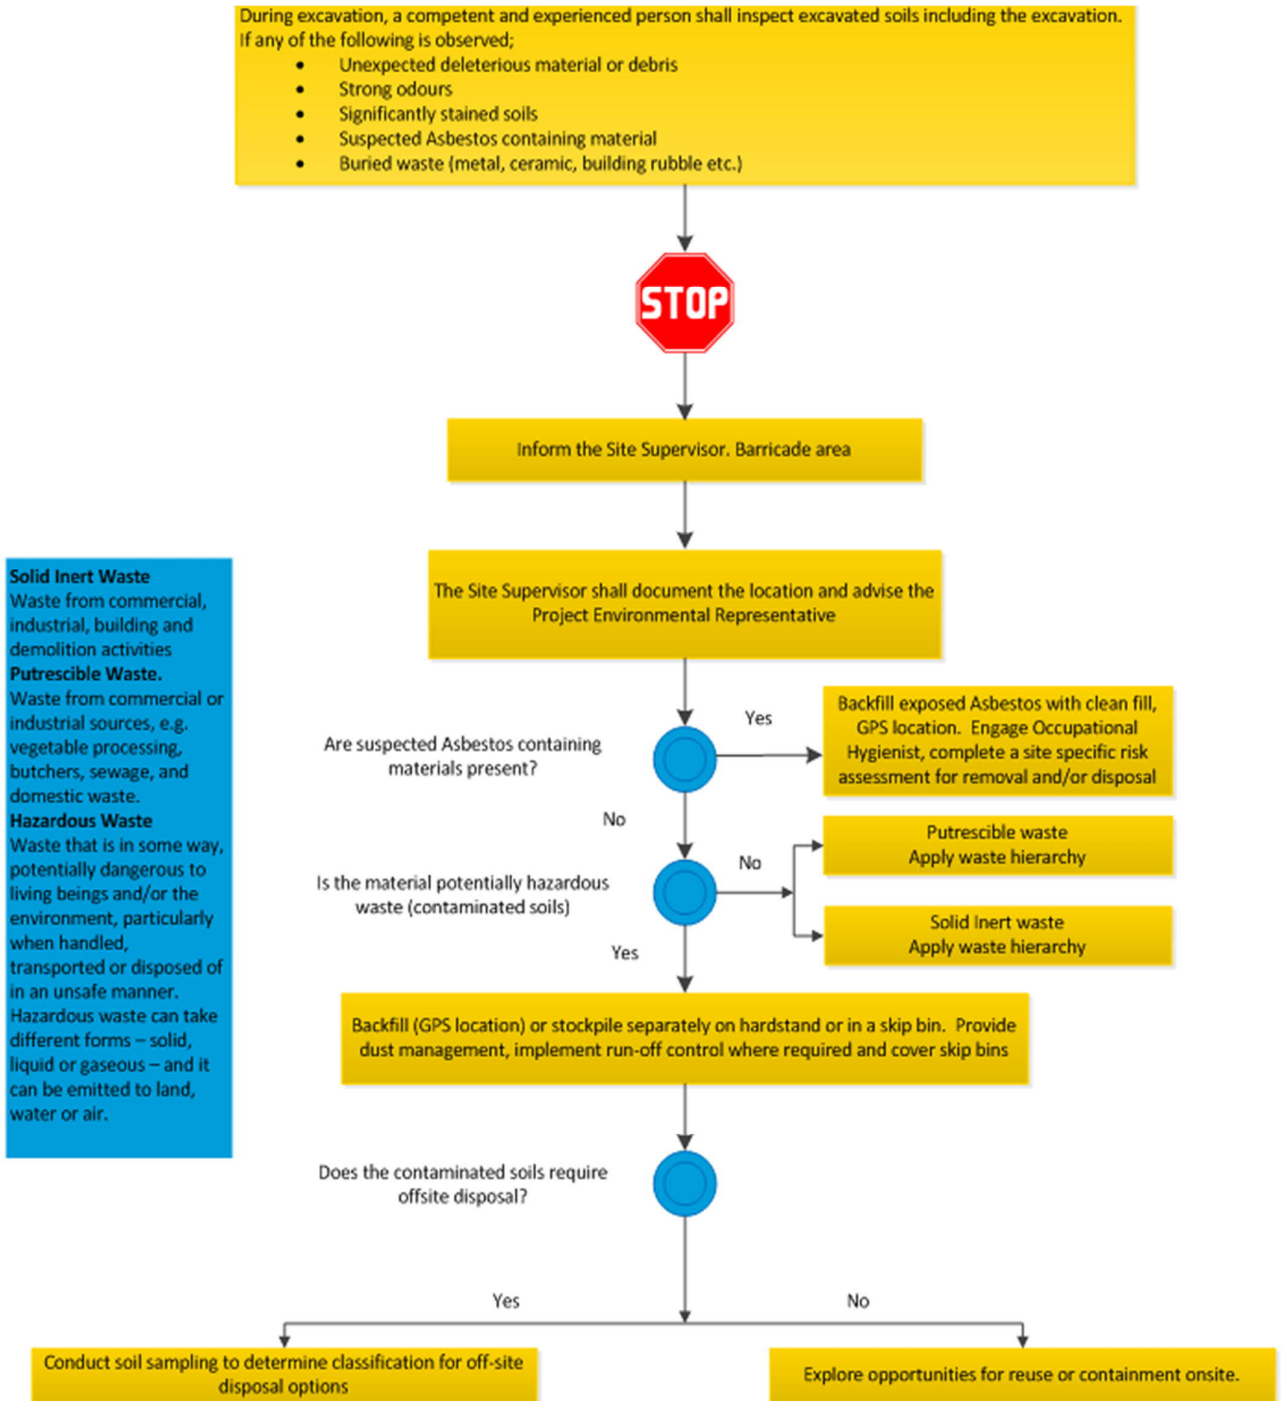 During excavation, a competent and experienced person shall inspect excavated soils including the excavation.
If any of the following is observed;
• Unexpected deleterious material or debris
• Strong odours
• Significantly stained soils
• Suspected Asbestos containing material
• Buried waste (metal, ceramic, building rubble etc.)
STOP
Inform the Site Supervisor. Barricade area
The Site Supervisor shall document the location and advise the
Project Environmental Representative
Solid Inert Waste
Waste from commercial,
industrial, building and
demolition activities
Putrescible Waste.
Waste from commercial or
industrial sources, e.g.
vegetable processing,
butchers, sewage, and
domestic waste.
Hazardous Waste
Waste that is in some way,
potentially dangerous to
living beings and/or the
environment, particularly
when handled,
transported or disposed of
in an unsafe manner.
Hazardous waste can take
different forms – solid,
liquid or gaseous – and it
can be emitted to land,
water or air.
Are suspected Asbestos containing
materials present?
Yes
Backfill exposed Asbestos with clean fill,
GPS location. Engage Occupational
Hygienist, complete a site specific risk
assessment for removal and/or disposal
No
Is the material potentially hazardous
waste (contaminated soils)
No
Putrescible waste
Apply waste hierarchy
Solid Inert waste
Apply waste hierarchy
Yes
Backfill (GPS location) or stockpile separately on hardstand or in a skip bin. Provide
dust management, implement run-off control where required and cover skip bins
Does the contaminated soils require
offsite disposal?
Yes
No
Conduct soil sampling to determine classification for off-site
disposal options
Explore opportunities for reuse or containment onsite.